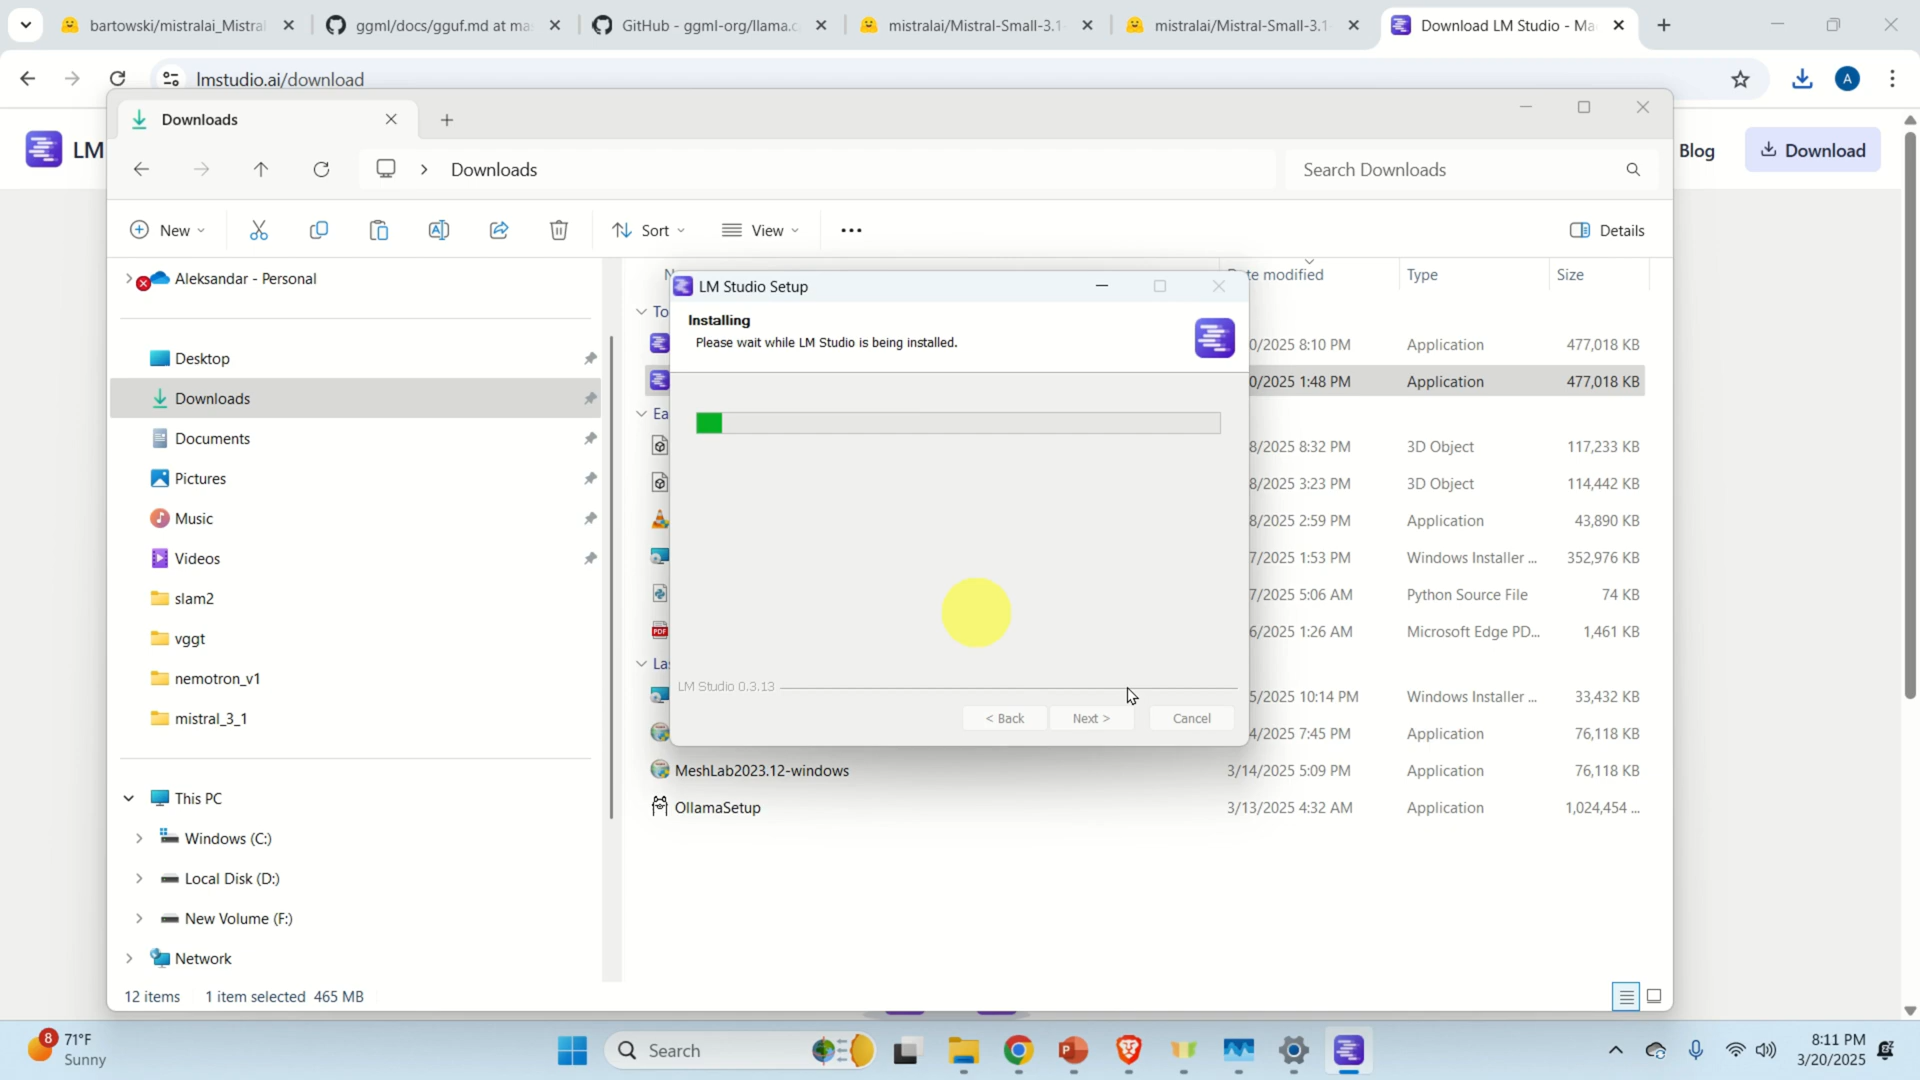 bartowski/mistralai_Mistral
ggml/docs/gguf.md at ma
GitHub - ggml-org/llama.c
mistralai/Mistral-Small-3.1-
mistralai/Mistral-Small-3.1-
Download LM Studio - Ma
lmstudio.ai/download
A
LM
Blog
Download
Downloads
Downloads
Search Downloads
New
Sort
View
Details
Aleksandar - Personal
Desktop
Downloads
Documents
Pictures
Music
Videos
slam2
vggt
nemotron_v1
mistral_3_1
This PC
Windows (C:)
Local Disk (D:)
New Volume (F:)
Network
te modified Type Size
To
0/2025 8:10 PM Application 477,018 KB
0/2025 1:48 PM Application 477,018 KB
Ea
8/2025 8:32 PM 3D Object 117,233 KB
8/2025 3:23 PM 3D Object 114,442 KB
8/2025 2:59 PM Application 43,890 KB
7/2025 1:53 PM Windows Installer ... 352,976 KB
7/2025 5:06 AM Python Source File 74 KB
PDF 6/2025 1:26 AM Microsoft Edge PD... 1,461 KB
La
5/2025 10:14 PM Windows Installer ... 33,432 KB
4/2025 7:45 PM Application 76,118 KB
MeshLab2023.12-windows 3/14/2025 5:09 PM Application 76,118 KB
OllamaSetup 3/13/2025 4:32 AM Application 1,024,454 ...
LM Studio Setup
Installing
Please wait while LM Studio is being installed.
LM Studio 0.3.13
< Back
Next >
Cancel
12 items 1 item selected 465 MB
8
71°F
Sunny
Search
8:11 PM
3/20/2025